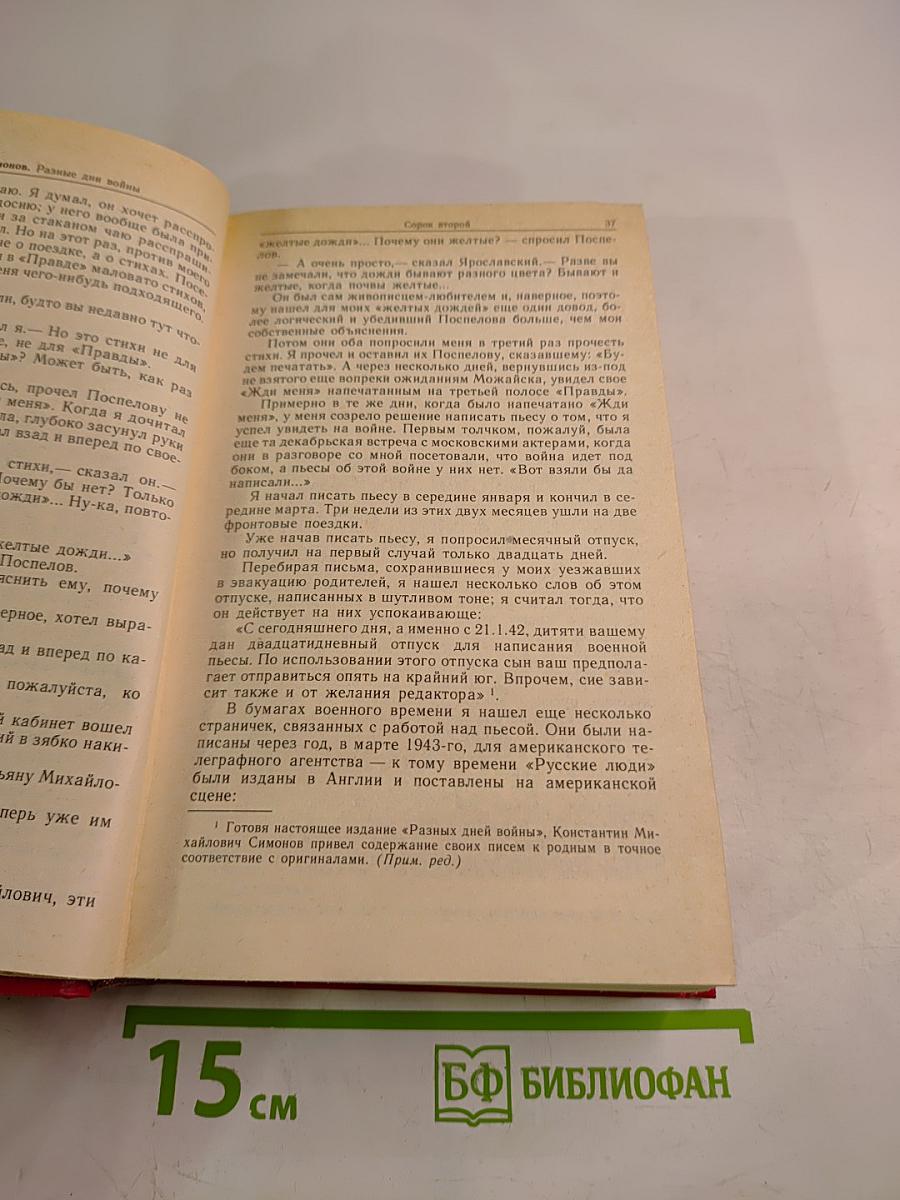 монов. Разные дни войны
аю. Я думал, он хочет расспро-
досию; у него вообще была при-
и за стаканом чаю расспраши-
л. Но на этот раз, против моего
не о поездке, а о стихах. Посе-
в «Правде» маловато стихов,
еня чего-нибудь подходящего.
ли, будто вы недавно тут что-
л я.— Но это стихи не для
е, не для «Правды».
ды»? Может быть, как раз
сь, прочел Поспелову не
меня». Когда я дочитал
ла, глубоко засунул руки
ал взад и вперед по свое-
стихи,— сказал он.—
Почему бы нет? Только
дожди»... Ну-ка, повто-
желтые дожди...»
Поспелов.
яснить ему, почему
ерное, хотел выра-
ад и вперед по ка-
пожалуйста, ко
й кабинет вошел
ий в зябко наки-
ьяну Михайло-
перь уже им
йлович, эти
Сорок второй 37
«желтые дожди»... Почему они желтые? — спросил Поспе-
лов.
— А очень просто,— сказал Ярославский.— Разве вы
не замечали, что дожди бывают разного цвета? Бывают и
желтые, когда почвы желтые...
Он был сам живописцем-любителем и, наверное, поэто-
му нашел для моих «желтых дождей» еще один довод, бо-
лее логический и убедивший Поспелова больше, чем мои
собственные объяснения.
Потом они оба попросили меня в третий раз прочесть
стихи. Я прочел и оставил их Поспелову, сказавшему: «Бу-
дем печатать». А через несколько дней, вернувшись из-под
не взятого еще вопреки ожиданиям Можайска, увидел свое
«Жди меня» напечатанным на третьей полосе «Правды».
Примерно в те же дни, когда было напечатано «Жди
меня», у меня созрело решение написать пьесу о том, что я
успел увидеть на войне. Первым толчком, пожалуй, была
еще та декабрьская встреча с московскими актерами, когда
они в разговоре со мной посетовали, что война идет под
боком, а пьесы об этой войне у них нет. «Вот взяли бы да
написали...»
Я начал писать пьесу в середине января и кончил в се-
редине марта. Три недели из этих двух месяцев ушли на две
фронтовые поездки.
Уже начав писать пьесу, я попросил месячный отпуск,
но получил на первый случай только двадцать дней.
Перебирая письма, сохранившиеся у моих уезжавших
в эвакуацию родителей, я нашел несколько слов об этом
отпуске, написанных в шутливом тоне; я считал тогда, что
он действует на них успокаивающе:
«С сегодняшнего дня, а именно с 21.1.42, дитяти вашему
дан двадцатидневный отпуск для написания военной
пьесы. По использовании этого отпуска сын ваш предпола-
гает отправиться опять на крайний юг. Впрочем, сие зави-
сит также и от желания редактора» ¹.
В бумагах военного времени я нашел еще несколько
страничек, связанных с работой над пьесой. Они были на-
писаны через год, в марте 1943-го, для американского те-
леграфного агентства — к тому времени «Русские люди»
были изданы в Англии и поставлены на американской
сцене:
¹ Готовя настоящее издание «Разных дней войны», Константин Ми-
хайлович Симонов привел содержание своих писем к родным в точное
соответствие с оригиналами. (Прим. ред.)
15 см
БФ БИБЛИОФАН